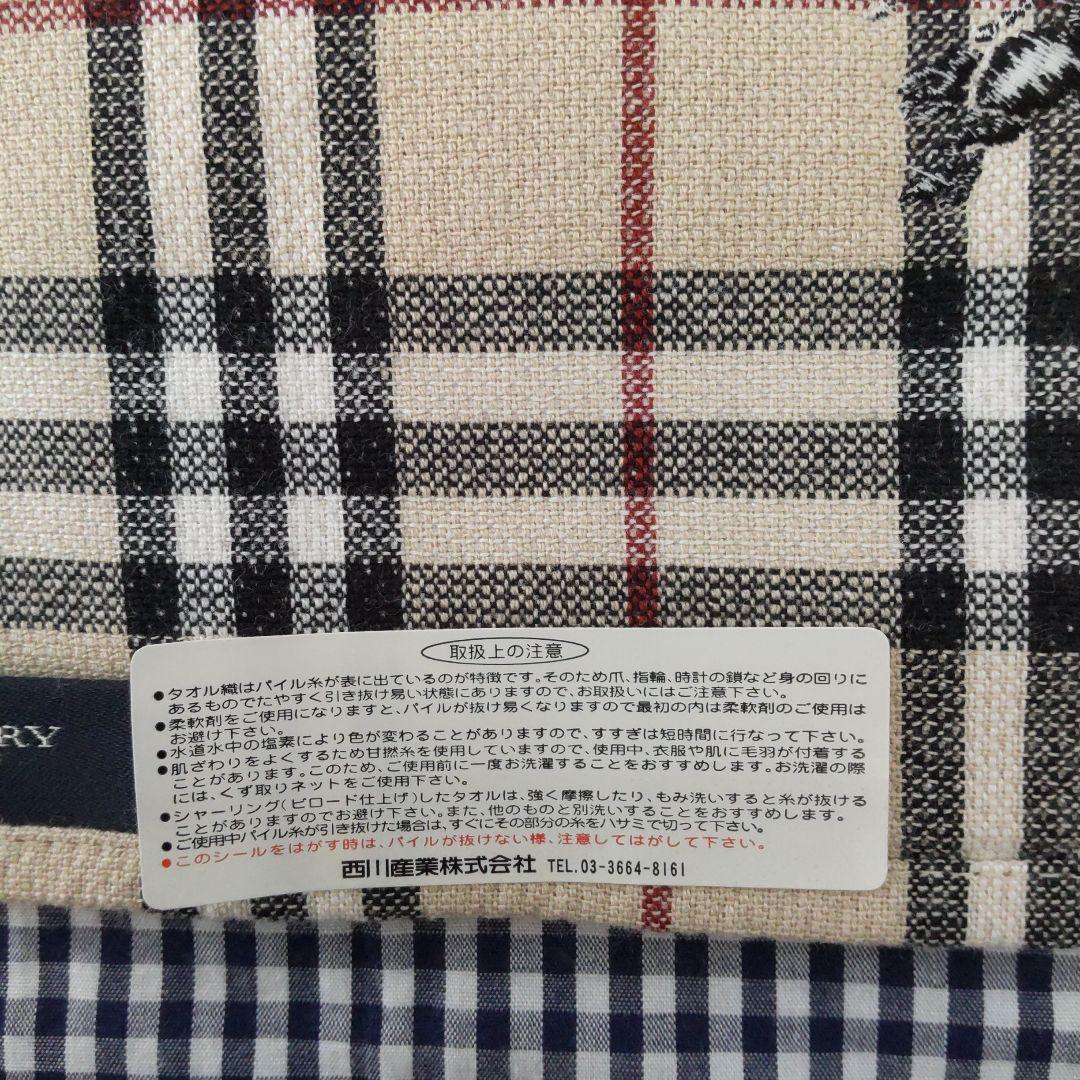 取扱上の注意
●タオル織はパイル糸が表に出ているのが特徴です。そのため爪、指輪、時計の鎖など身の回りに
あるものでたやすく引き抜け易い状態にありますので、お取扱いにはご注意下さい。
●柔軟剤をご使用になりますと、パイルが抜け易くなりますので最初の内は柔軟剤のご使用は
お避け下さい。
●水道水中の塩素により色が変わることがありますので、すすぎは短時間に行なって下さい。
●肌ざわりをよくするため甘撚糸を使用していますので、使用中、衣服や肌に毛羽が付着する
ことがあります。このため、ご使用前に一度お洗濯することをおすすめします。お洗濯の際
には、くず取りネットをご使用下さい。
●シャーリング(ビロード仕上げ)したタオルは、強く摩擦したり、もみ洗いすると糸が抜ける
ことがありますのでお避け下さい。また、他のものと別洗いすることをおすすめします。
●ご使用中パイル糸が引き抜けた場合は、すぐにその部分の糸をハサミで切って下さい。
●このシールをはがす時は、パイルが抜けない様、注意してはがして下さい。
西川産業株式会社 TEL.03-3664-8161
RY